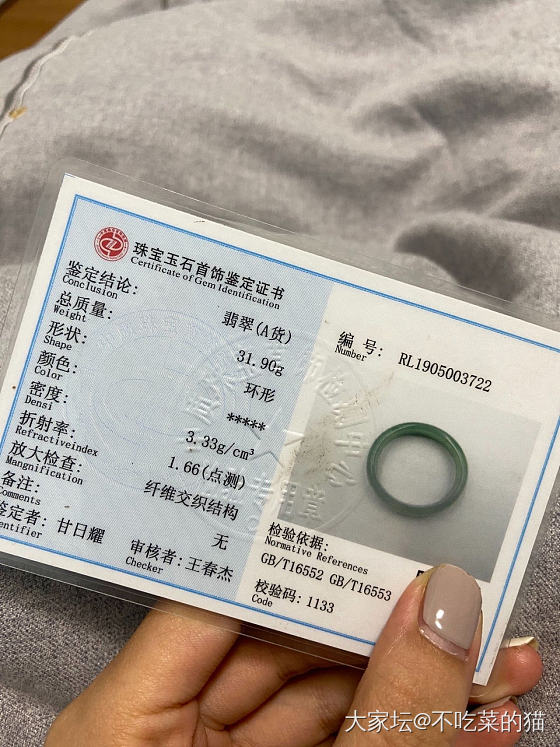 珠宝玉石首饰鉴定证书
Certificate of Gem Identification
鉴定结论: 翡翠(A货)
Conclusion
总质量: 31.90g
Weight
形状: 环形
Shape
颜色: *****
Color
密度: 3.33g/cm³
Densi
折射率: 1.66(点测)
Refractiveindex
放大检查: 纤维交织结构
Mangnification
备注: 无
Comments
鉴定者: 甘日耀 审核者: 王春杰
entifier Checker
编号: RL1905003722
Number
检验依据:
Normative References
GB/T16552 GB/T16553
校验码: 1133
Code
大家坛@不吃菜的猫